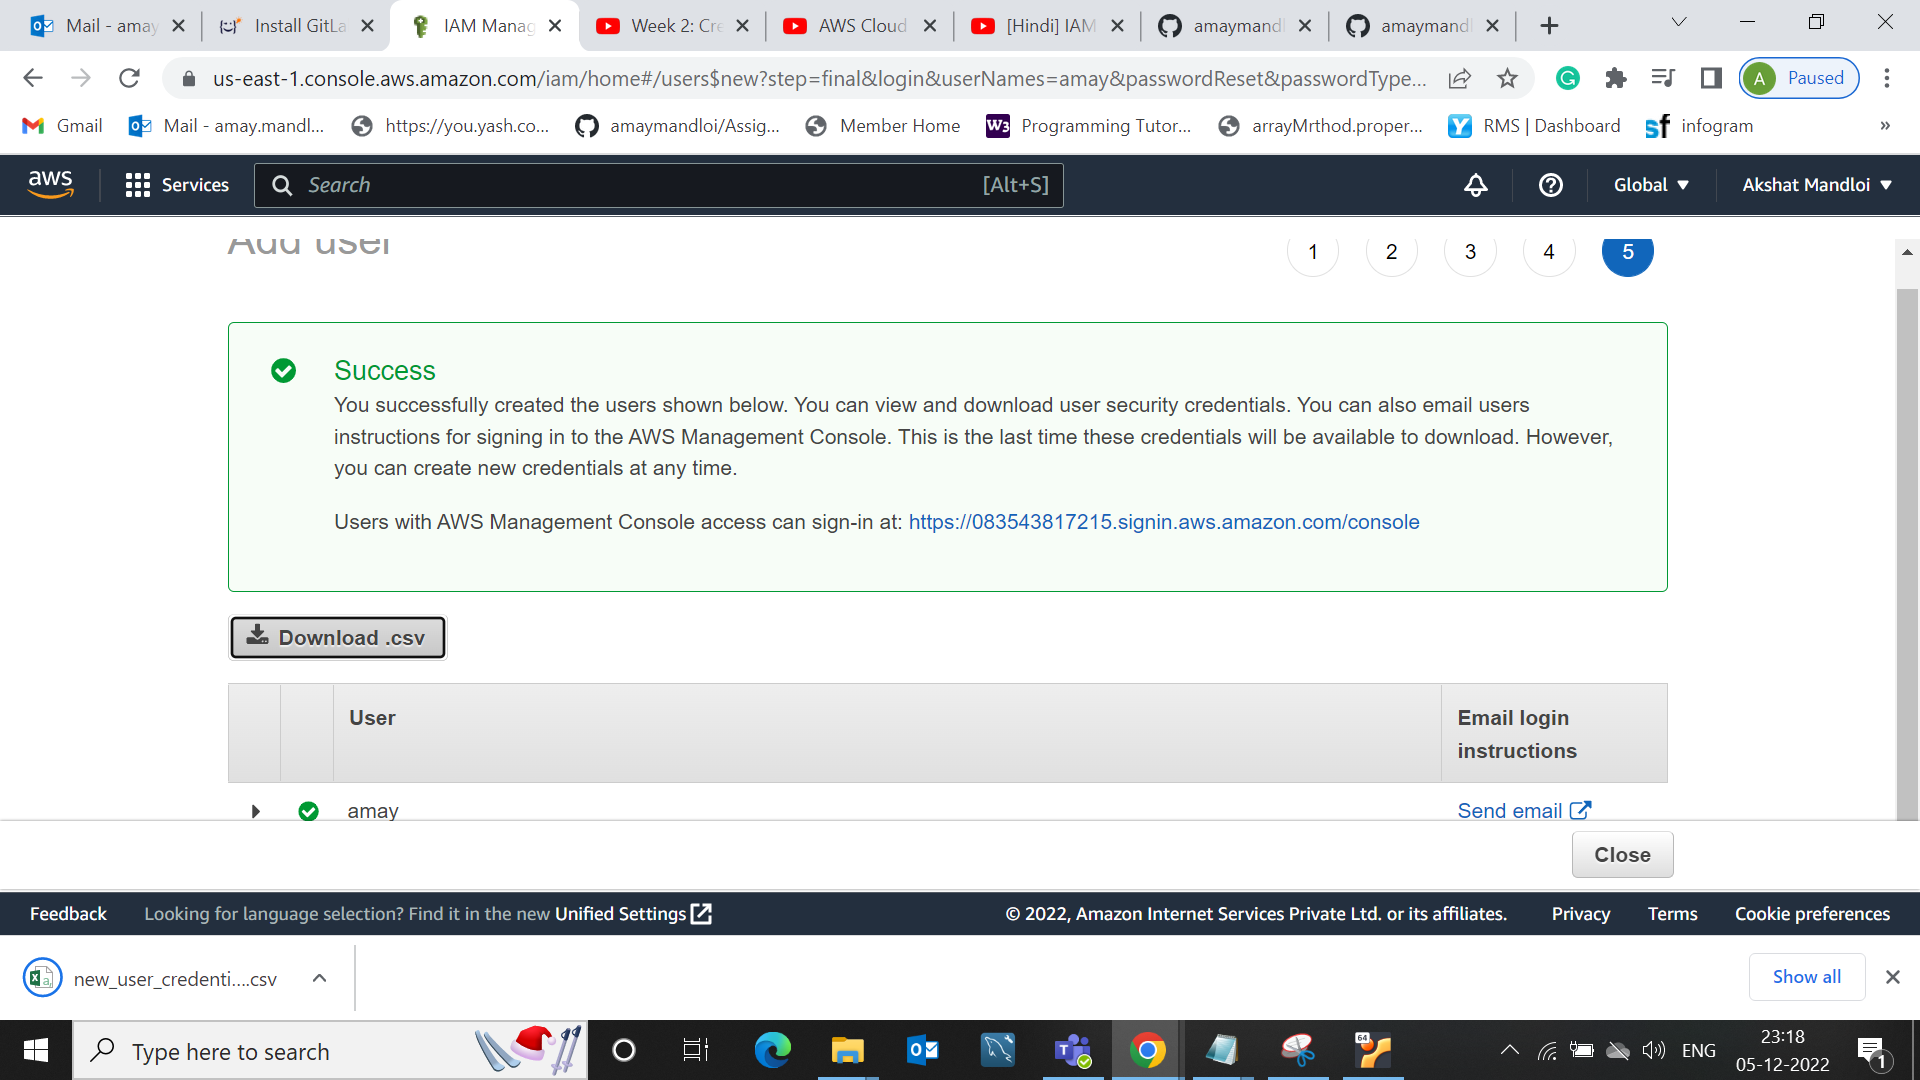 Mail - amay
Install GitLa
IAM Manag
Week 2: Cre
AWS Cloud
[Hindi] IAM
amaymandl
amaymandl
us-east-1.console.aws.amazon.com/iam/home#/users$new?step=final&login&userNames=amay&passwordReset&passwordType...
A Paused
Gmail
Mail - amay.mandl...
https://you.yash.co...
amaymandloi/Assig...
Member Home
W3 Programming Tutor...
arrayMrthod.proper...
Y RMS | Dashboard
sf infogram
»
aws
Services
Search [Alt+S]
Global
Akshat Mandloi
Add user
1 2 3 4 5
Success
You successfully created the users shown below. You can view and download user security credentials. You can also email users
instructions for signing in to the AWS Management Console. This is the last time these credentials will be available to download. However,
you can create new credentials at any time.
Users with AWS Management Console access can sign-in at: https://083543817215.signin.aws.amazon.com/console
Download .csv
User
Email login
instructions
amay
Send email
Close
Feedback
Looking for language selection? Find it in the new Unified Settings
© 2022, Amazon Internet Services Private Ltd. or its affiliates.
Privacy
Terms
Cookie preferences
new_user_credenti....csv
Show all
Type here to search
64
ENG
23:18
05-12-2022
1